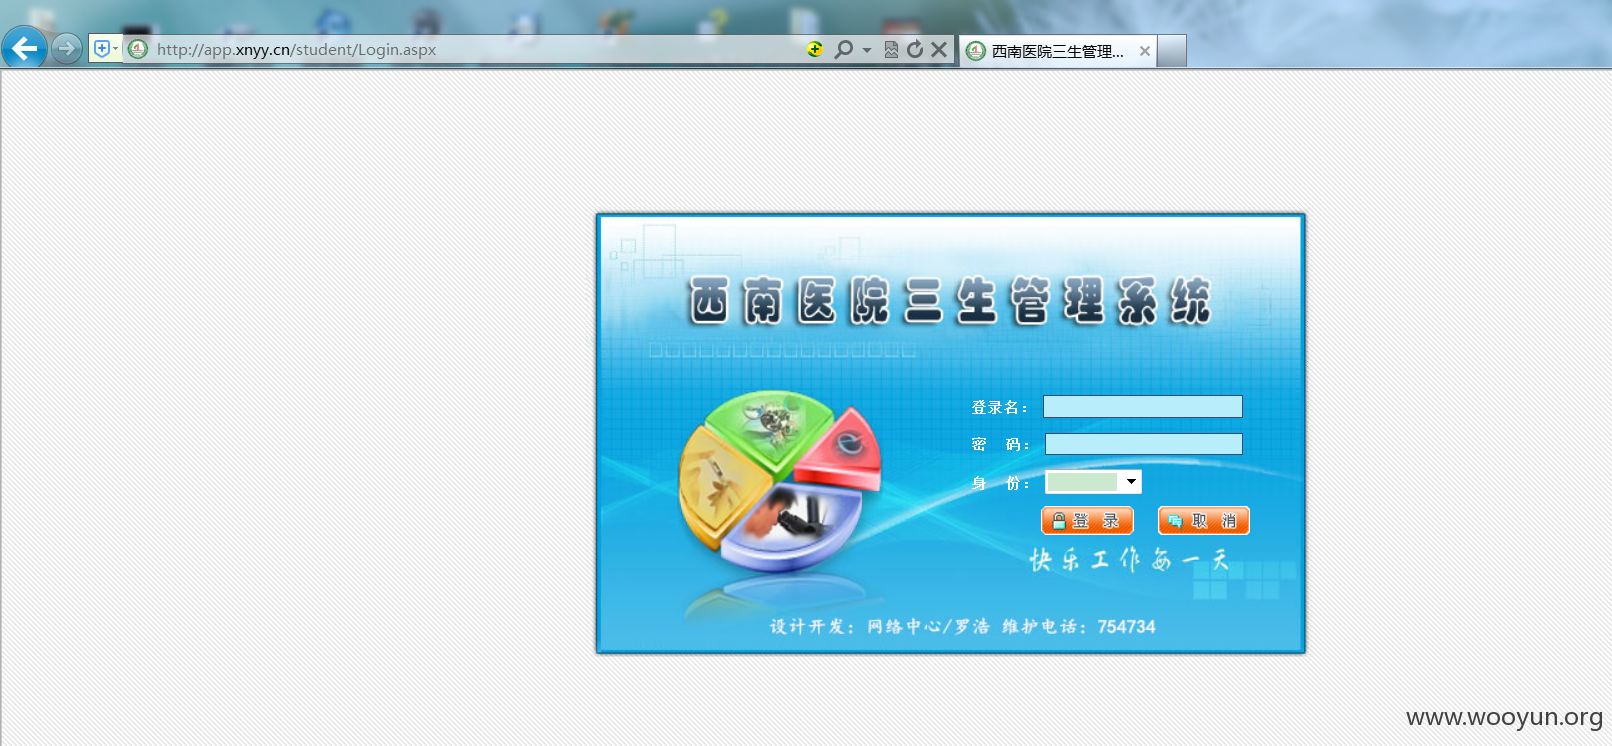 http://app.xnyy.cn/student/Login.aspx
西南医院三生管理...
西南医院三生管理系统
登录名：
密 码：
身 份：
登 录
取 消
快乐工作每一天
设计开发：网络中心/罗浩 维护电话：754734
www.wooyun.org